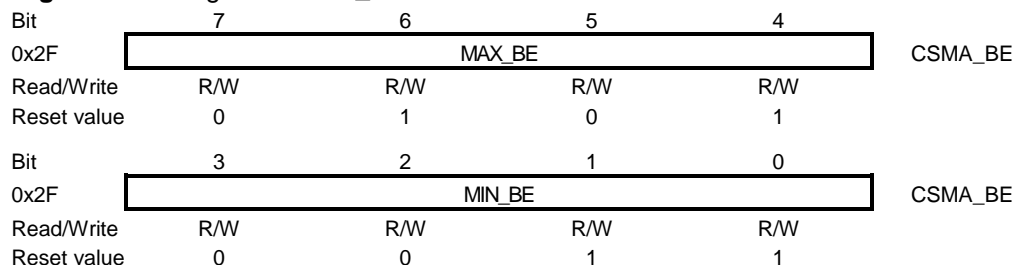 Bit 7 6 5 4
0x2F MAX_BE CSMA_BE
Read/Write R/W R/W R/W R/W
Reset value 0 1 0 1
Bit 3 2 1 0
0x2F MIN_BE CSMA_BE
Read/Write R/W R/W R/W R/W
Reset value 0 0 1 1